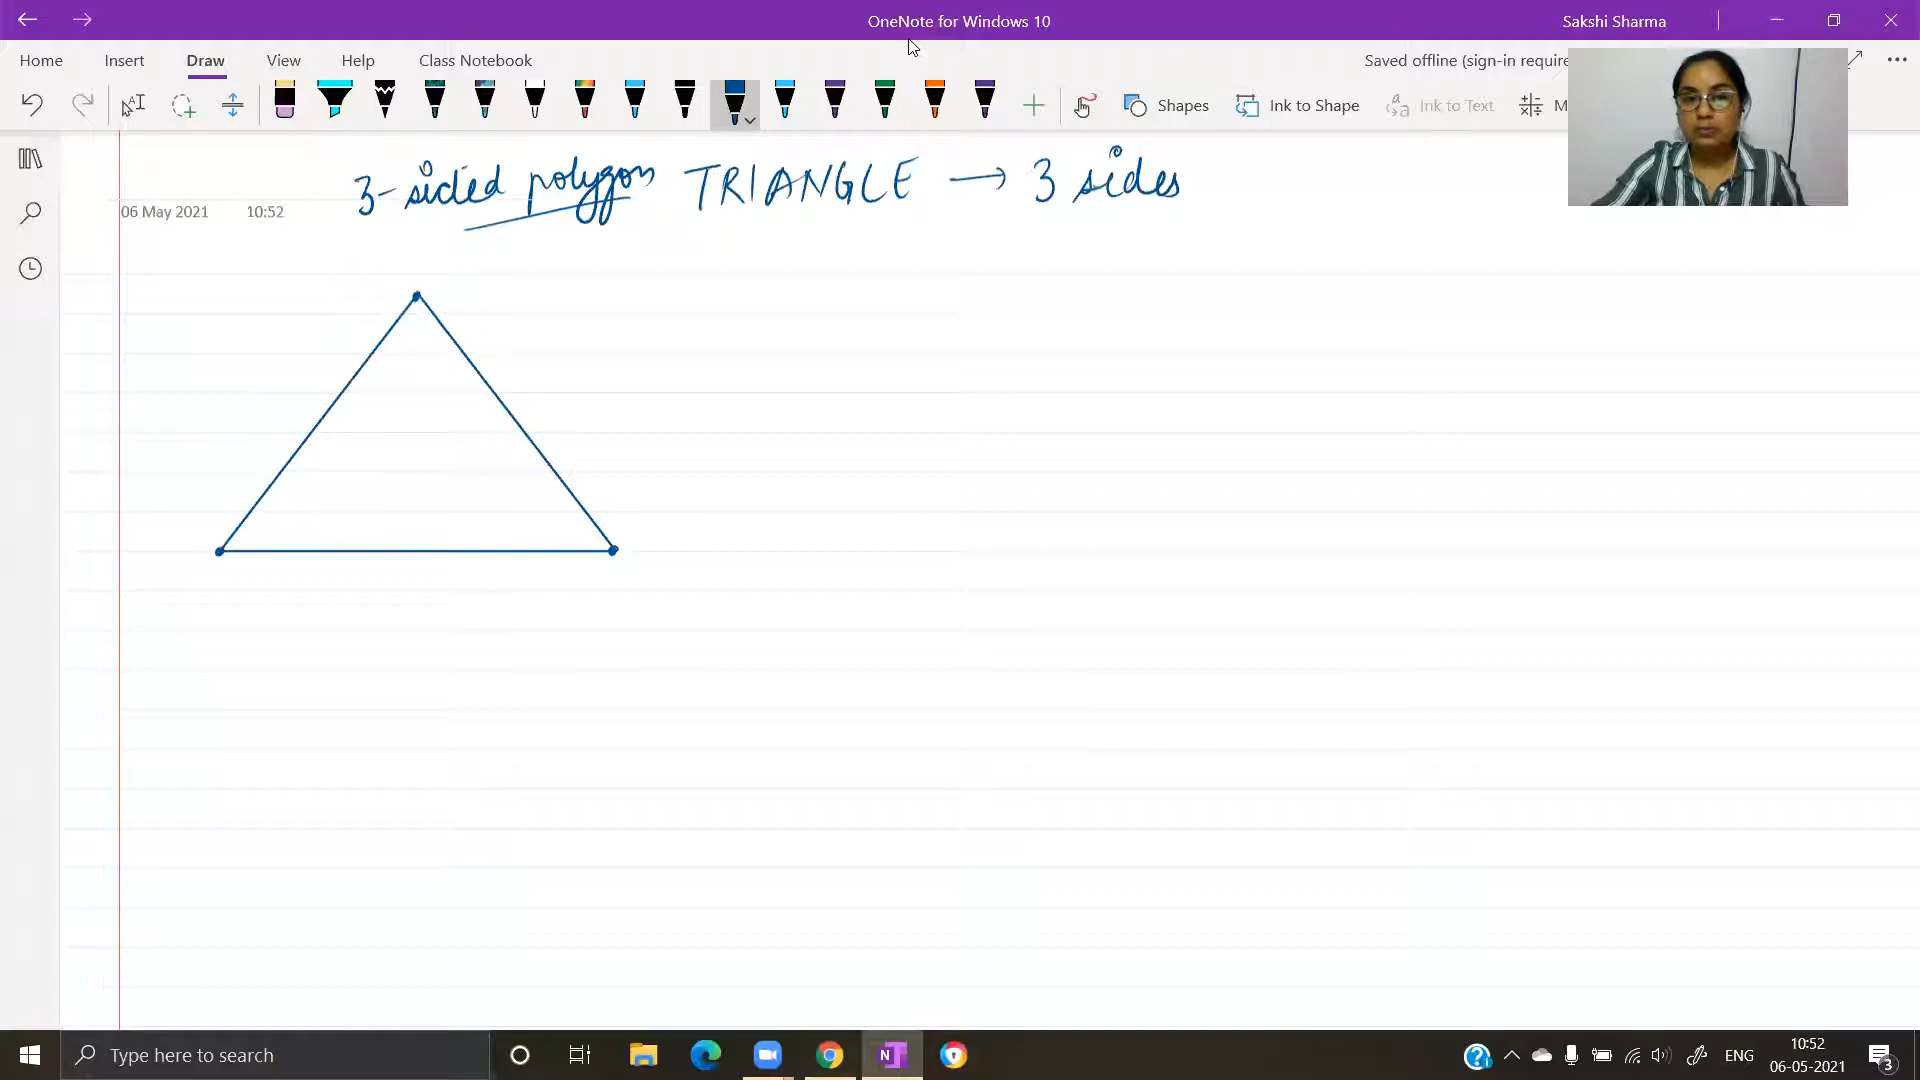 OneNote for Windows 10
Sakshi Sharma
Home Insert Draw View Help Class Notebook
Saved offline (sign-in require
Shapes Ink to Shape Ink to Text M
3-sided polygon TRIANGLE → 3 sides
06 May 2021 10:52
Type here to search
ENG
10:52
06-05-2021
3